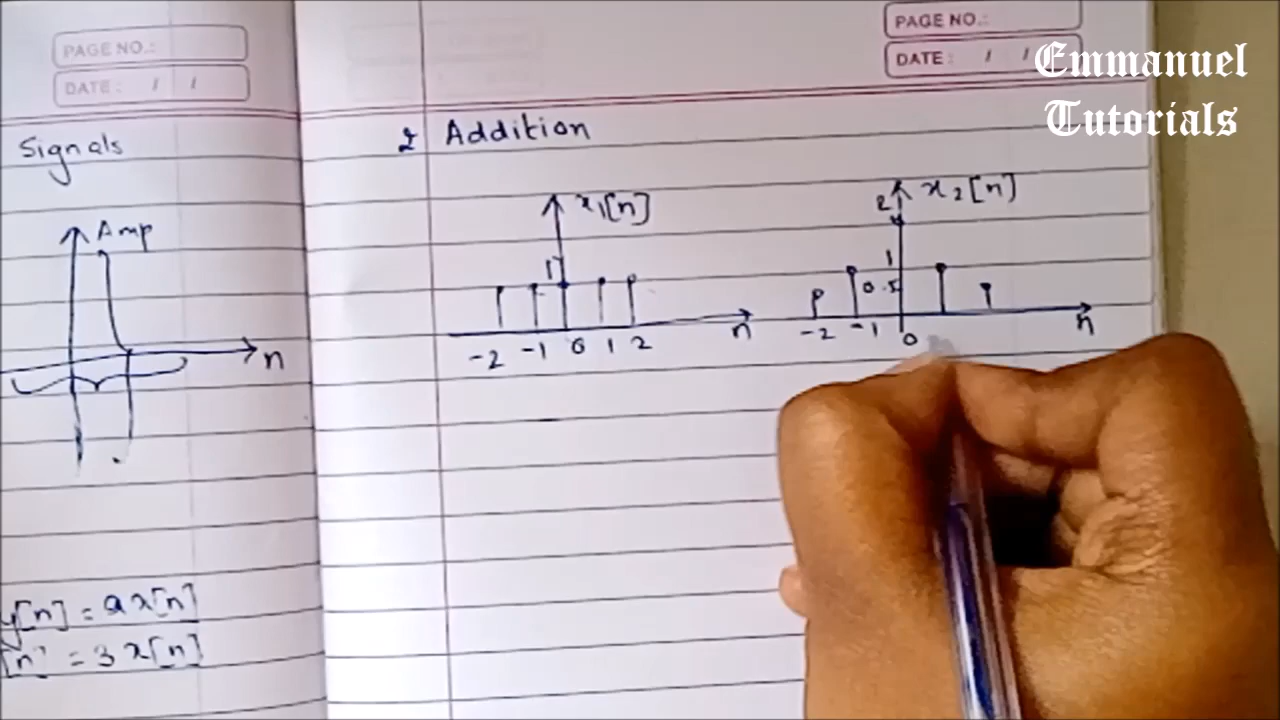 PAGE NO.:
DATE: / /
Signals
Amp
n
y[n] = a x[n]
[n] = 3 x[n]
PAGE NO.:
DATE: / /
Emmanuel
Tutorials
2 Addition
x1[n]
1
-2 -1 0 1 2
n
x2[n]
2
1
0.5
-2 -1 0
n